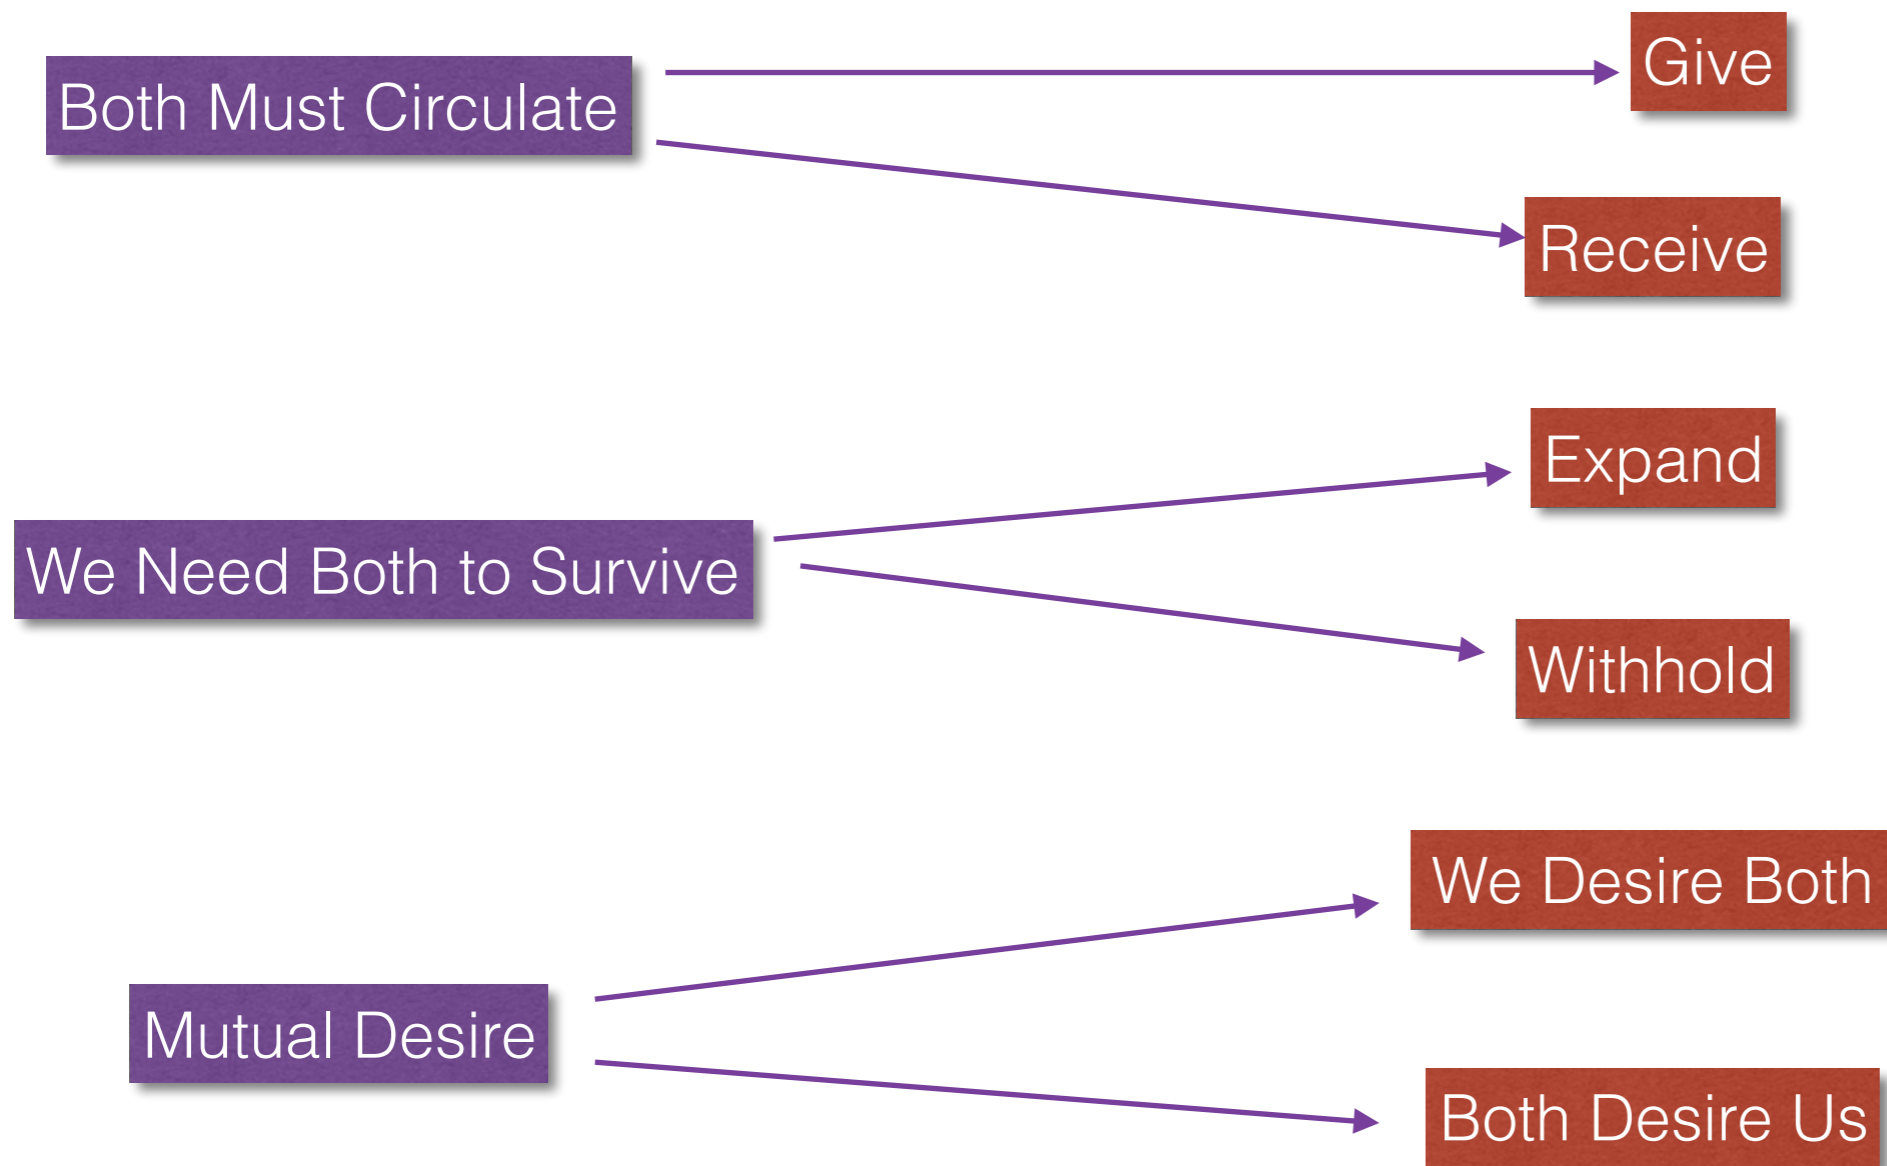 Both Must Circulate
Give
Receive
We Need Both to Survive
Expand
Withhold
Mutual Desire
We Desire Both
Both Desire Us